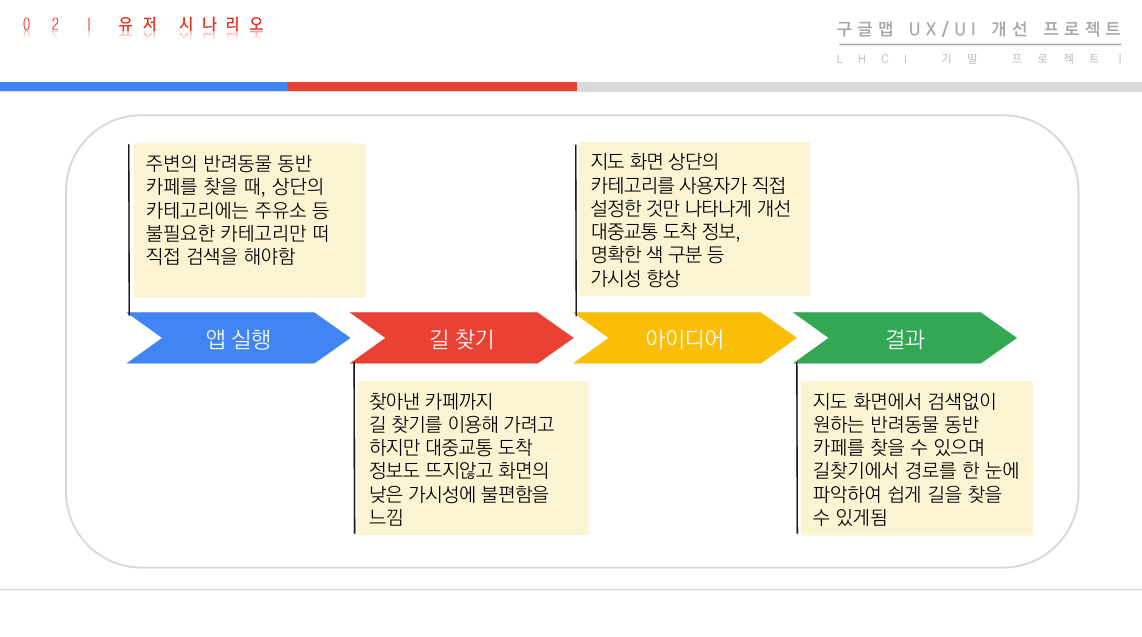 02 | 유저 시나리오
구글맵 UX/UI 개선 프로젝트
LHCI 기말 프로젝트 I
주변의 반려동물 동반
카페를 찾을 때, 상단의
카테고리에는 주유소 등
불필요한 카테고리만 떠
직접 검색을 해야함
지도 화면 상단의
카테고리를 사용자가 직접
설정한 것만 나타나게 개선
대중교통 도착 정보,
명확한 색 구분 등
가시성 향상
앱 실행
길 찾기
아이디어
결과
찾아낸 카페까지
길 찾기를 이용해 가려고
하지만 대중교통 도착
정보도 뜨지않고 화면의
낮은 가시성에 불편함을
느낌
지도 화면에서 검색없이
원하는 반려동물 동반
카페를 찾을 수 있으며
길찾기에서 경로를 한 눈에
파악하여 쉽게 길을 찾을
수 있게됨